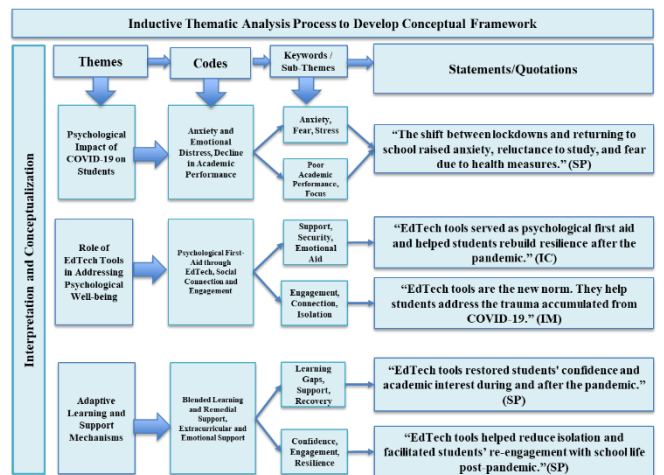 Inductive Thematic Analysis Process to Develop Conceptual Framework
Interpretation and Conceptualization
Themes
Codes
Keywords /
Sub-Themes
Statements/Quotations
Psychological
Impact of
COVID-19 on
Students
Anxiety and
Emotional
Distress, Decline
in Academic
Performance
Anxiety,
Fear, Stress
Poor
Academic
Performance,
Focus
“The shift between lockdowns and returning to
school raised anxiety, reluctance to study, and fear
due to health measures.” (SP)
Role of
EdTech Tools
in Addressing
Psychological
Well-being
Psychological First-
Aid through
EdTech, Social
Connection and
Engagement
Support,
Security,
Emotional
Aid
Engagement,
Connection,
Isolation
“EdTech tools served as psychological first aid
and helped students rebuild resilience after the
pandemic.” (IC)
“EdTech tools are the new norm. They help
students address the trauma accumulated from
COVID-19.” (IM)
Adaptive
Learning and
Support
Mechanisms
Blended Learning
and Remedial
Support,
Extracurricular and
Emotional Support
Learning
Gaps,
Support,
Recovery
Confidence,
Engagement,
Resilience
“EdTech tools restored students' confidence and
academic interest during and after the pandemic.”
(SP)
“EdTech tools helped reduce isolation and
facilitated students’ re-engagement with school life
post-pandemic.”(SP)